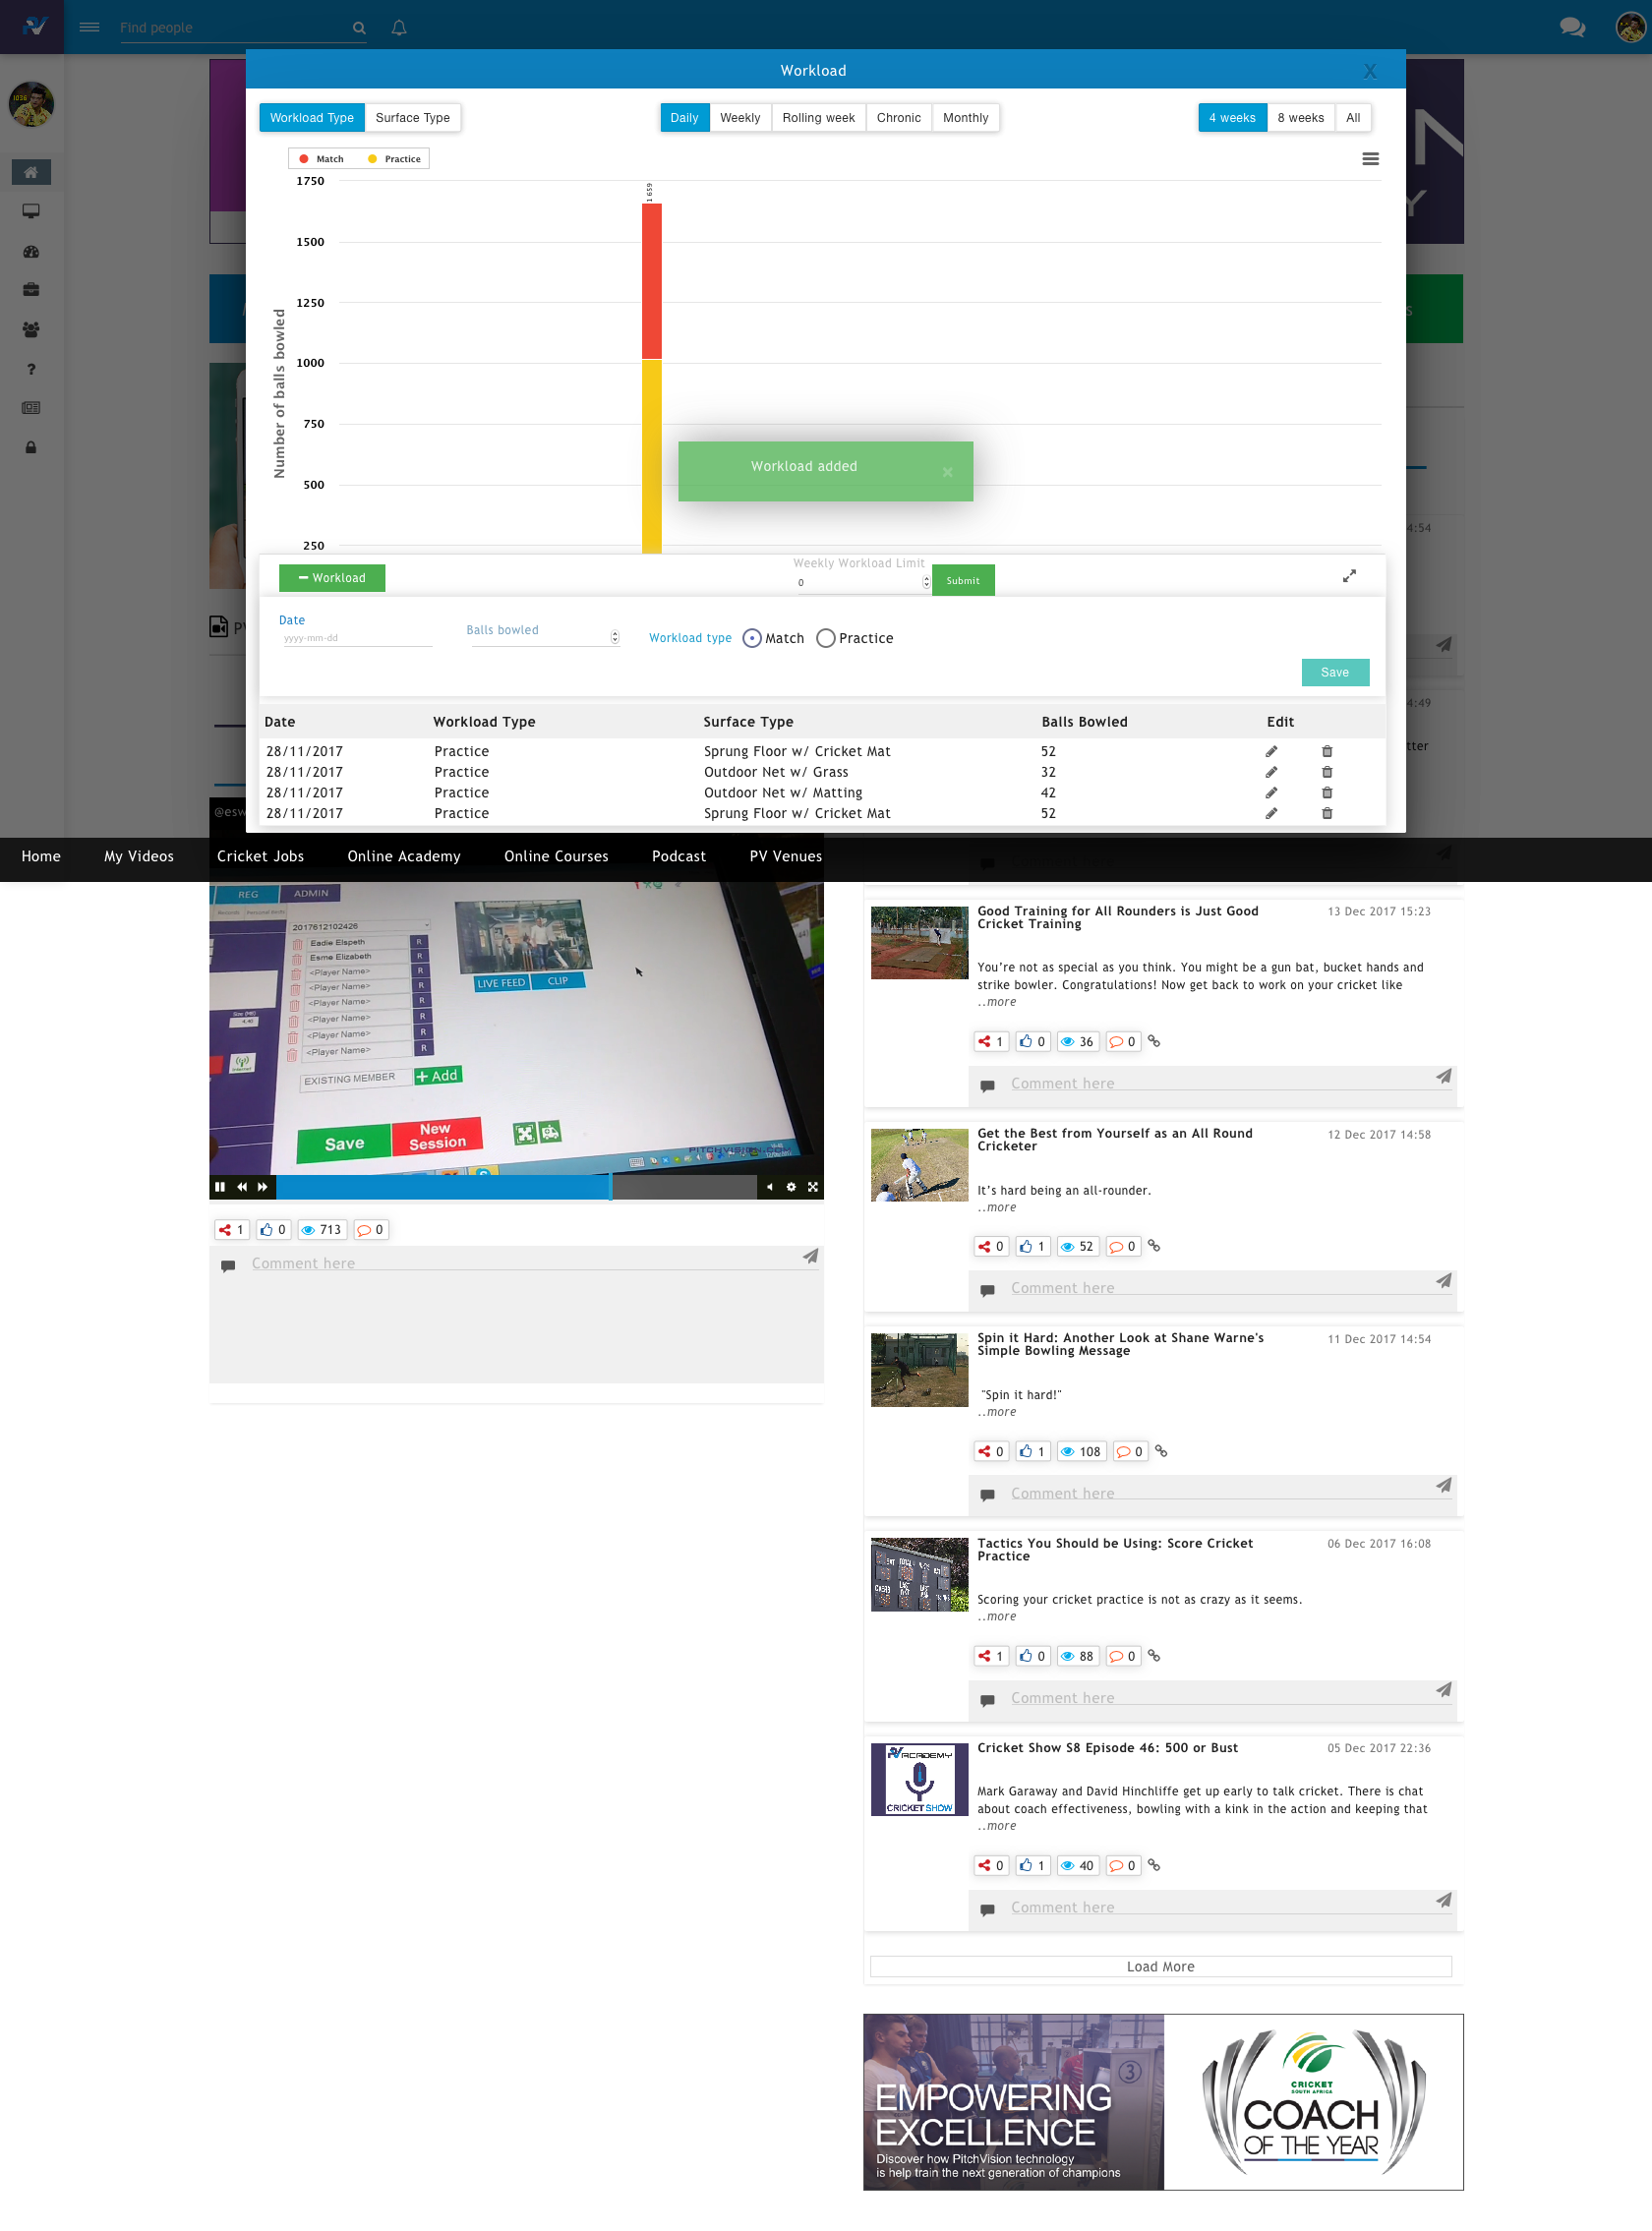 Find people
Workload
X
Workload Type
Surface Type
Daily
Weekly
Rolling week
Chronic
Monthly
4 weeks
8 weeks
All
Match
Practice
1750
1500
1250
1000
750
500
250
Number of balls bowled
1659
Workload added
×
Workload
Weekly Workload Limit
0
Submit
Date
yyyy-mm-dd
Balls bowled
Workload type
Match
Practice
Save
Date Workload Type Surface Type Balls Bowled Edit
28/11/2017 Practice Sprung Floor w/ Cricket Mat 52
28/11/2017 Practice Outdoor Net w/ Grass 32
28/11/2017 Practice Outdoor Net w/ Matting 42
28/11/2017 Practice Sprung Floor w/ Cricket Mat 52
4:54
4:49
tter
@esw
Home My Videos Cricket Jobs Online Academy Online Courses Podcast PV Venues
REG ADMIN
2017612102426
Eadie Elspeth R
Esme Elizabeth R
<Player Name> R
<Player Name> R
<Player Name> R
<Player Name> R
<Player Name> R
<Player Name> R
LIVE FEED CLIP
EXISTING MEMBER + Add
Save
New Session
PITCHVISION.COM
1 0 713 0
Comment here
Good Training for All Rounders is Just Good
Cricket Training
13 Dec 2017 15:23
You're not as special as you think. You might be a gun bat, bucket hands and
strike bowler. Congratulations! Now get back to work on your cricket like
..more
1 0 36 0
Comment here
Get the Best from Yourself as an All Round
Cricketer
12 Dec 2017 14:58
It's hard being an all-rounder.
..more
0 1 52 0
Comment here
Spin it Hard: Another Look at Shane Warne's
Simple Bowling Message
11 Dec 2017 14:54
"Spin it hard!"
..more
0 1 108 0
Comment here
Tactics You Should be Using: Score Cricket
Practice
06 Dec 2017 16:08
Scoring your cricket practice is not as crazy as it seems.
..more
1 0 88 0
Comment here
PV ACADEMY
CRICKET SHOW
Cricket Show S8 Episode 46: 500 or Bust
05 Dec 2017 22:36
Mark Garaway and David Hinchliffe get up early to talk cricket. There is chat
about coach effectiveness, bowling with a kink in the action and keeping that
..more
0 1 40 0
Comment here
Load More
3
EMPOWERING
EXCELLENCE
Discover how PitchVision technology
is help train the next generation of champions
CRICKET
SOUTH AFRICA
COACH
OF THE YEAR